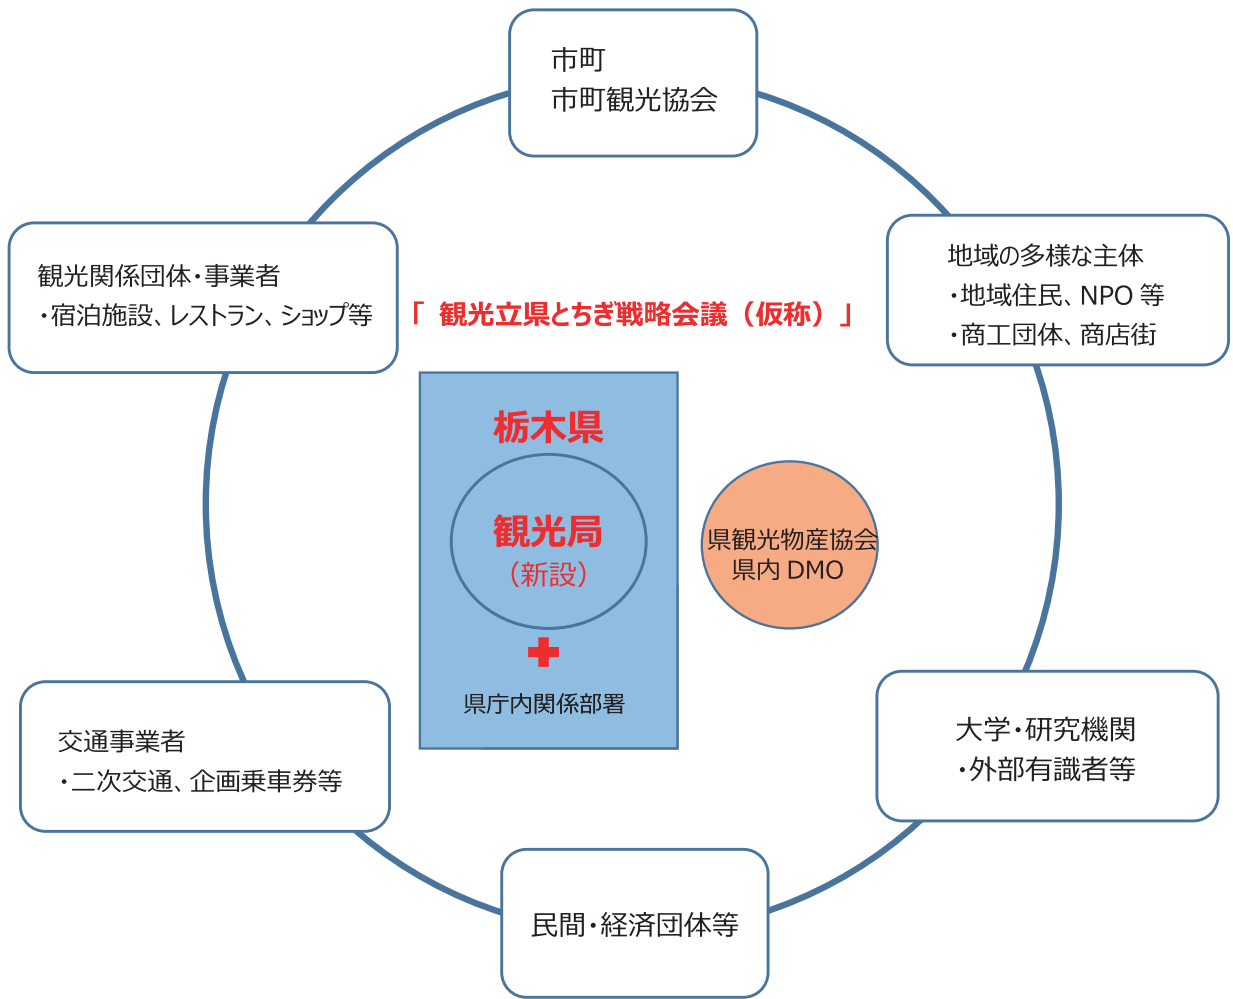 市町
市町観光協会
観光関係団体・事業者
・宿泊施設、レストラン、ショップ等
地域の多様な主体
・地域住民、NPO 等
・商工団体、商店街
「 観光立県とちぎ戦略会議（仮称）」
栃木県
観光局
（新設）
✚
県庁内関係部署
県観光物産協会
県内 DMO
交通事業者
・二次交通、企画乗車券等
大学・研究機関
・外部有識者等
民間・経済団体等